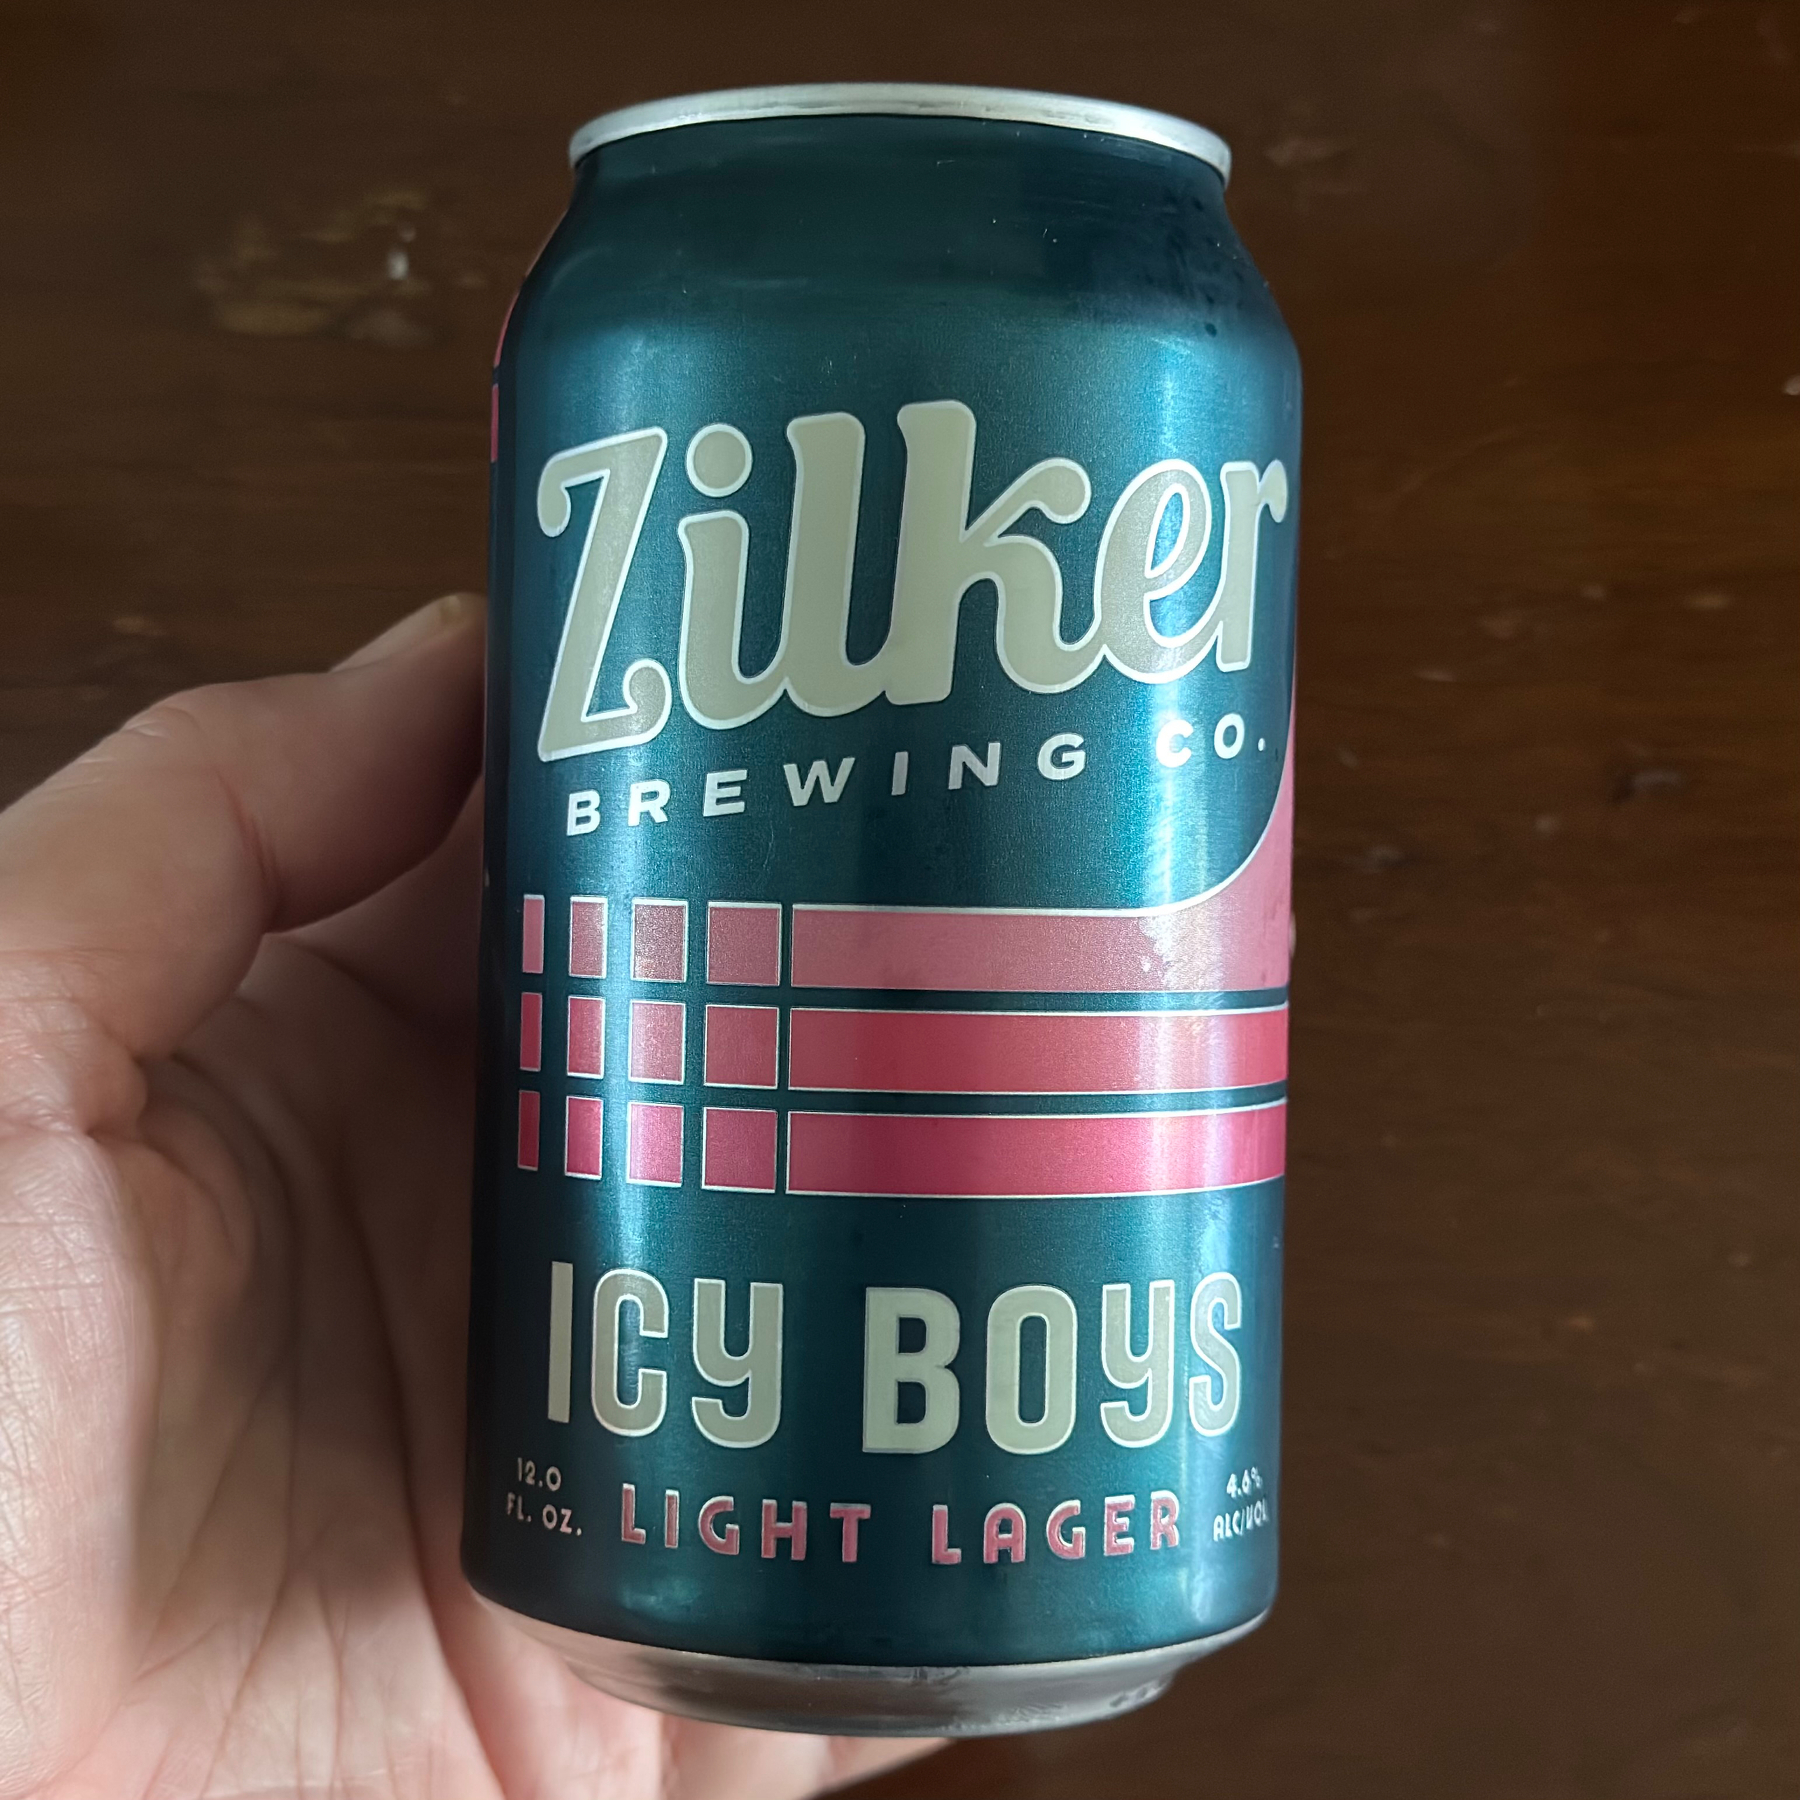 Zilker
BREWING CO.
ICY BOYS
12.0
FL. OZ.
LIGHT LAGER
4.6%
ALC/VOL